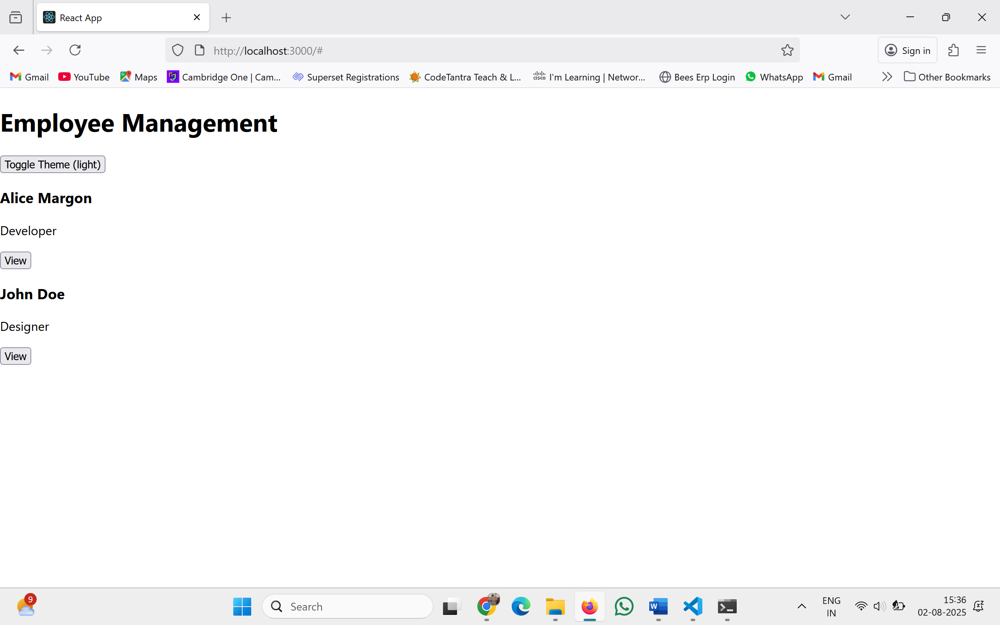 React App
http://localhost:3000/#
Sign in
Gmail YouTube Maps Cambridge One | Cam... Superset Registrations CodeTantra Teach & L... I'm Learning | Networ... Bees Erp Login WhatsApp Gmail Other Bookmarks
Employee Management
Toggle Theme (light)
Alice Margon
Developer
View
John Doe
Designer
View
9
Search
ENG
IN
15:36
02-08-2025